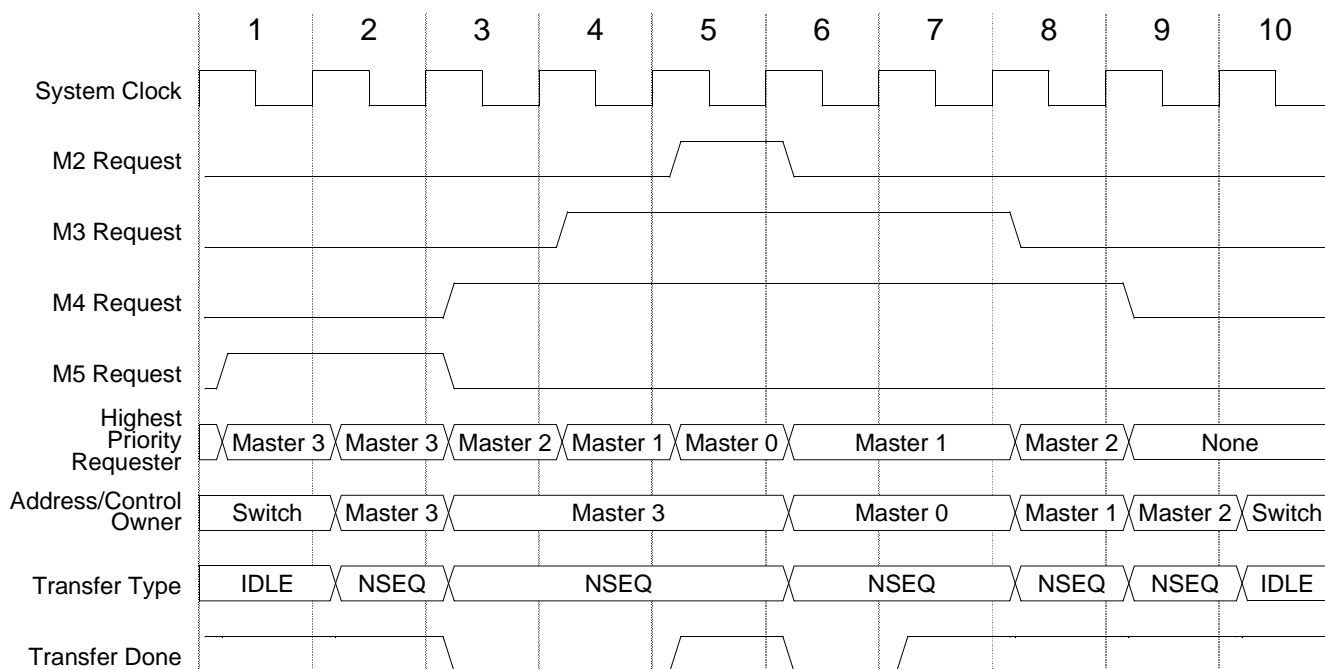 1 2 3 4 5 6 7 8 9 10
System Clock
M2 Request
M3 Request
M4 Request
M5 Request
Highest
Priority
Requester
Master 3 Master 3 Master 2 Master 1 Master 0 Master 1 Master 2 None
Address/Control
Owner
Switch Master 3 Master 3 Master 0 Master 1 Master 2 Switch
Transfer Type IDLE NSEQ NSEQ NSEQ NSEQ NSEQ IDLE
Transfer Done